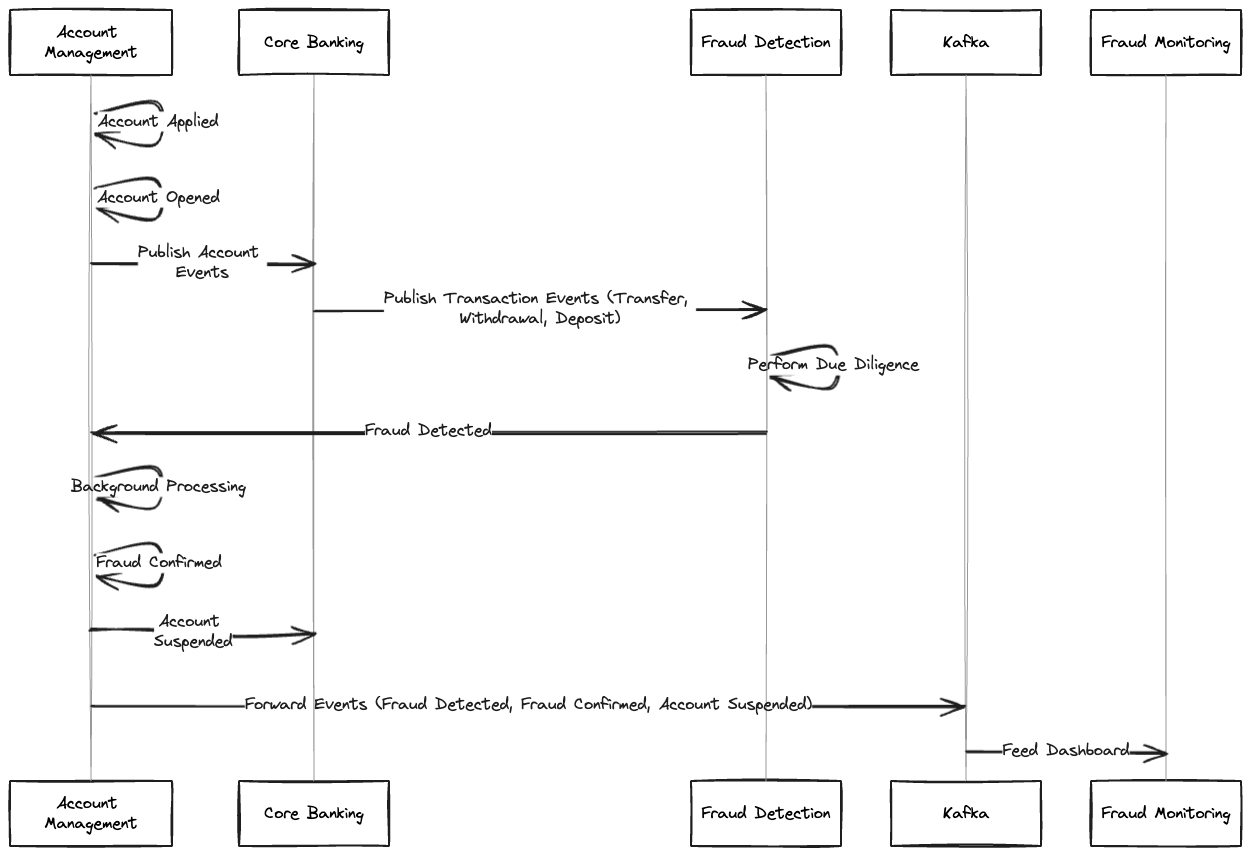 Account
Management
Core Banking
Fraud Detection
Kafka
Fraud Monitoring
Account Applied
Account Opened
Publish Account
Events
Publish Transaction Events (Transfer,
Withdrawal, Deposit)
Perform Due Diligence
Fraud Detected
Background Processing
Fraud Confirmed
Account
Suspended
Forward Events (Fraud Detected, Fraud Confirmed, Account Suspended)
Feed Dashboard
Account
Management
Core Banking
Fraud Detection
Kafka
Fraud Monitoring